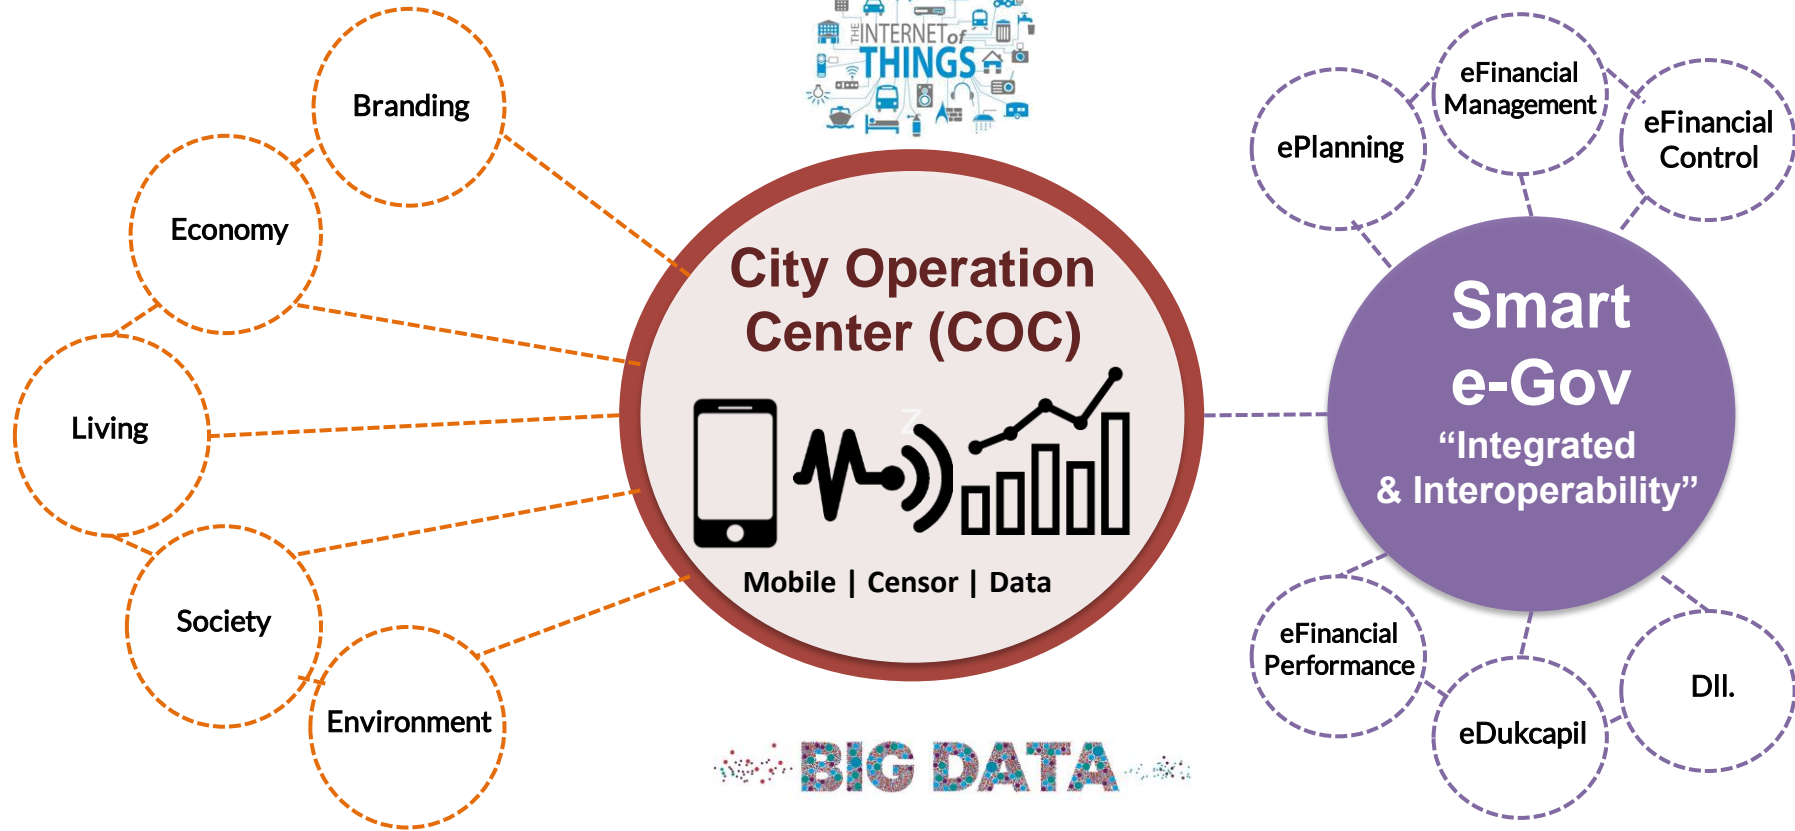 THE
INTERNET of
THINGS
Branding
Economy
Living
Society
Environment
City Operation
Center (COC)
Z
Mobile | Censor | Data
BIG DATA
ePlanning
eFinancial
Management
eFinancial
Control
Smart
e-Gov
“Integrated
& Interoperability”
eFinancial
Performance
eDukcapil
Dll.